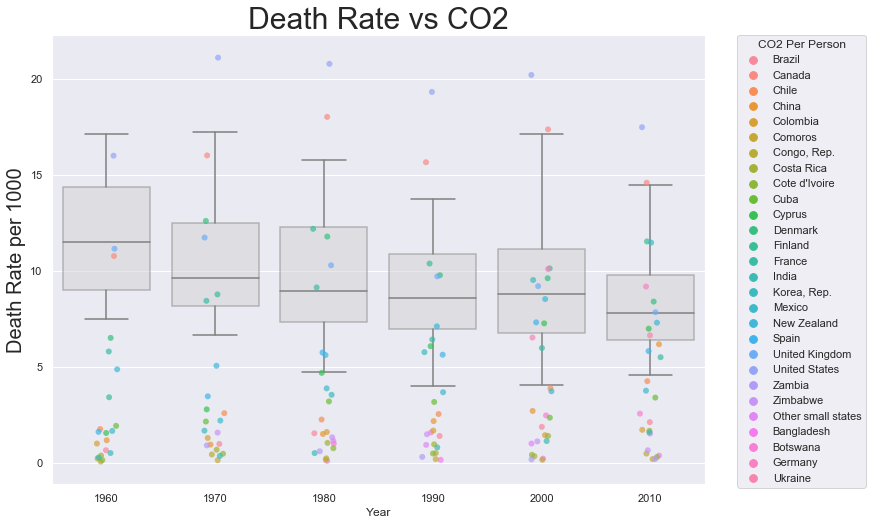 Death Rate vs CO2
Death Rate per 1000
20
15
10
5
0
1960
1970
1980
1990
2000
2010
Year
CO2 Per Person
Brazil
Canada
Chile
China
Colombia
Comoros
Congo, Rep.
Costa Rica
Cote d'Ivoire
Cuba
Cyprus
Denmark
Finland
France
India
Korea, Rep.
Mexico
New Zealand
Spain
United Kingdom
United States
Zambia
Zimbabwe
Other small states
Bangladesh
Botswana
Germany
Ukraine